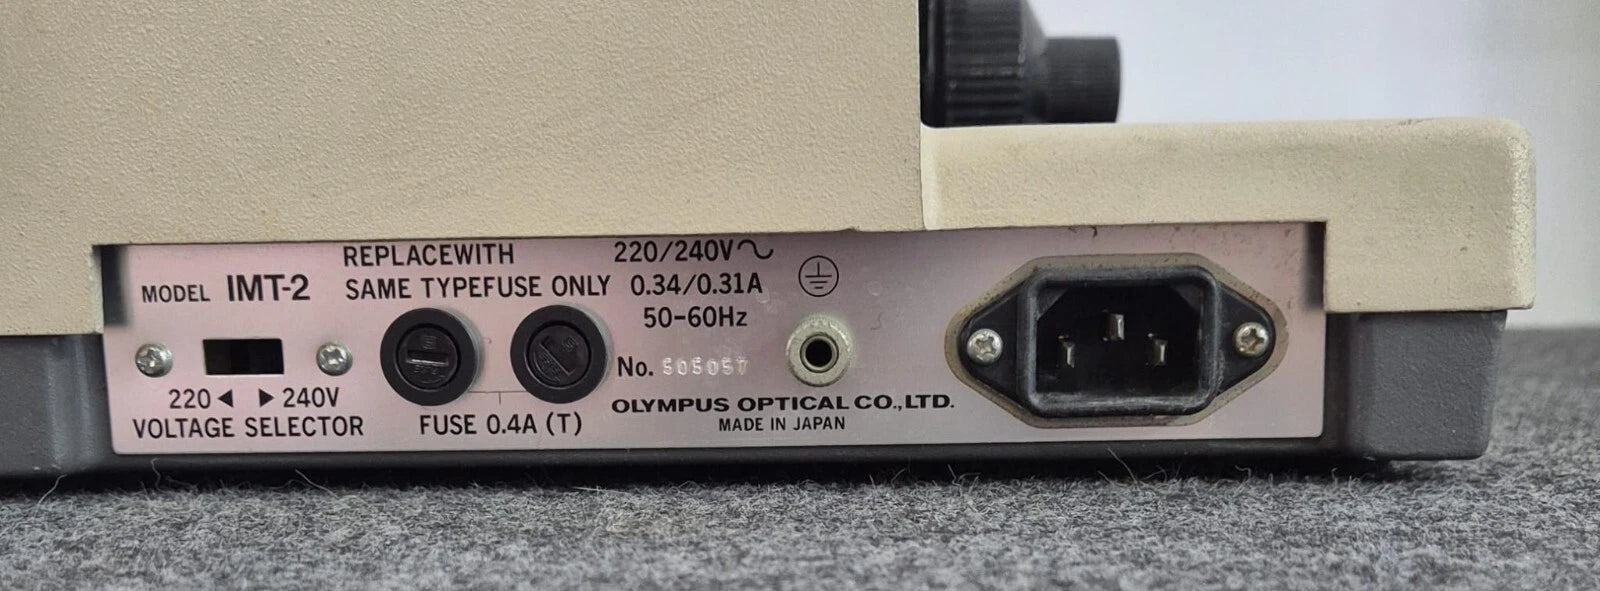 MODEL IMT-2
220 ◀ ▶ 240V
VOLTAGE SELECTOR
REPLACEWITH
SAME TYPEFUSE ONLY
FUSE 0.4A (T)
220/240V~
0.34/0.31A
50-60Hz
No. 505057
OLYMPUS OPTICAL CO.,LTD.
MADE IN JAPAN